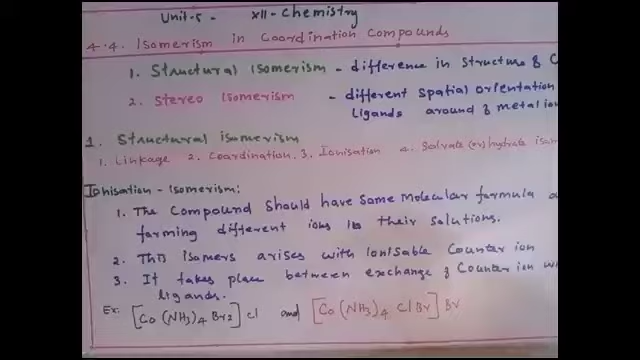 Unit-5 - XII - Chemistry
4.4. Isomerism in Coordination Compounds
1. Structural Isomerism - difference in structure & C
2. Stereo Isomerism - different spatial orientation
Ligands around & metal ion
1. Structural isomerism
1. Linkage 2. Coordination. 3. Ionisation 4. Solvate (or) hydrate isom
Ionisation - Isomerism:
1. The Compound should have same molecular formula
forming different ions in their solutions.
2. This isomers arises with ionisable Counter ion
3. It takes place between exchange & Counter ion
ligands.
Ex: [Co(NH3)4 Br2] Cl and [Co(NH3)4 Cl Br] Br